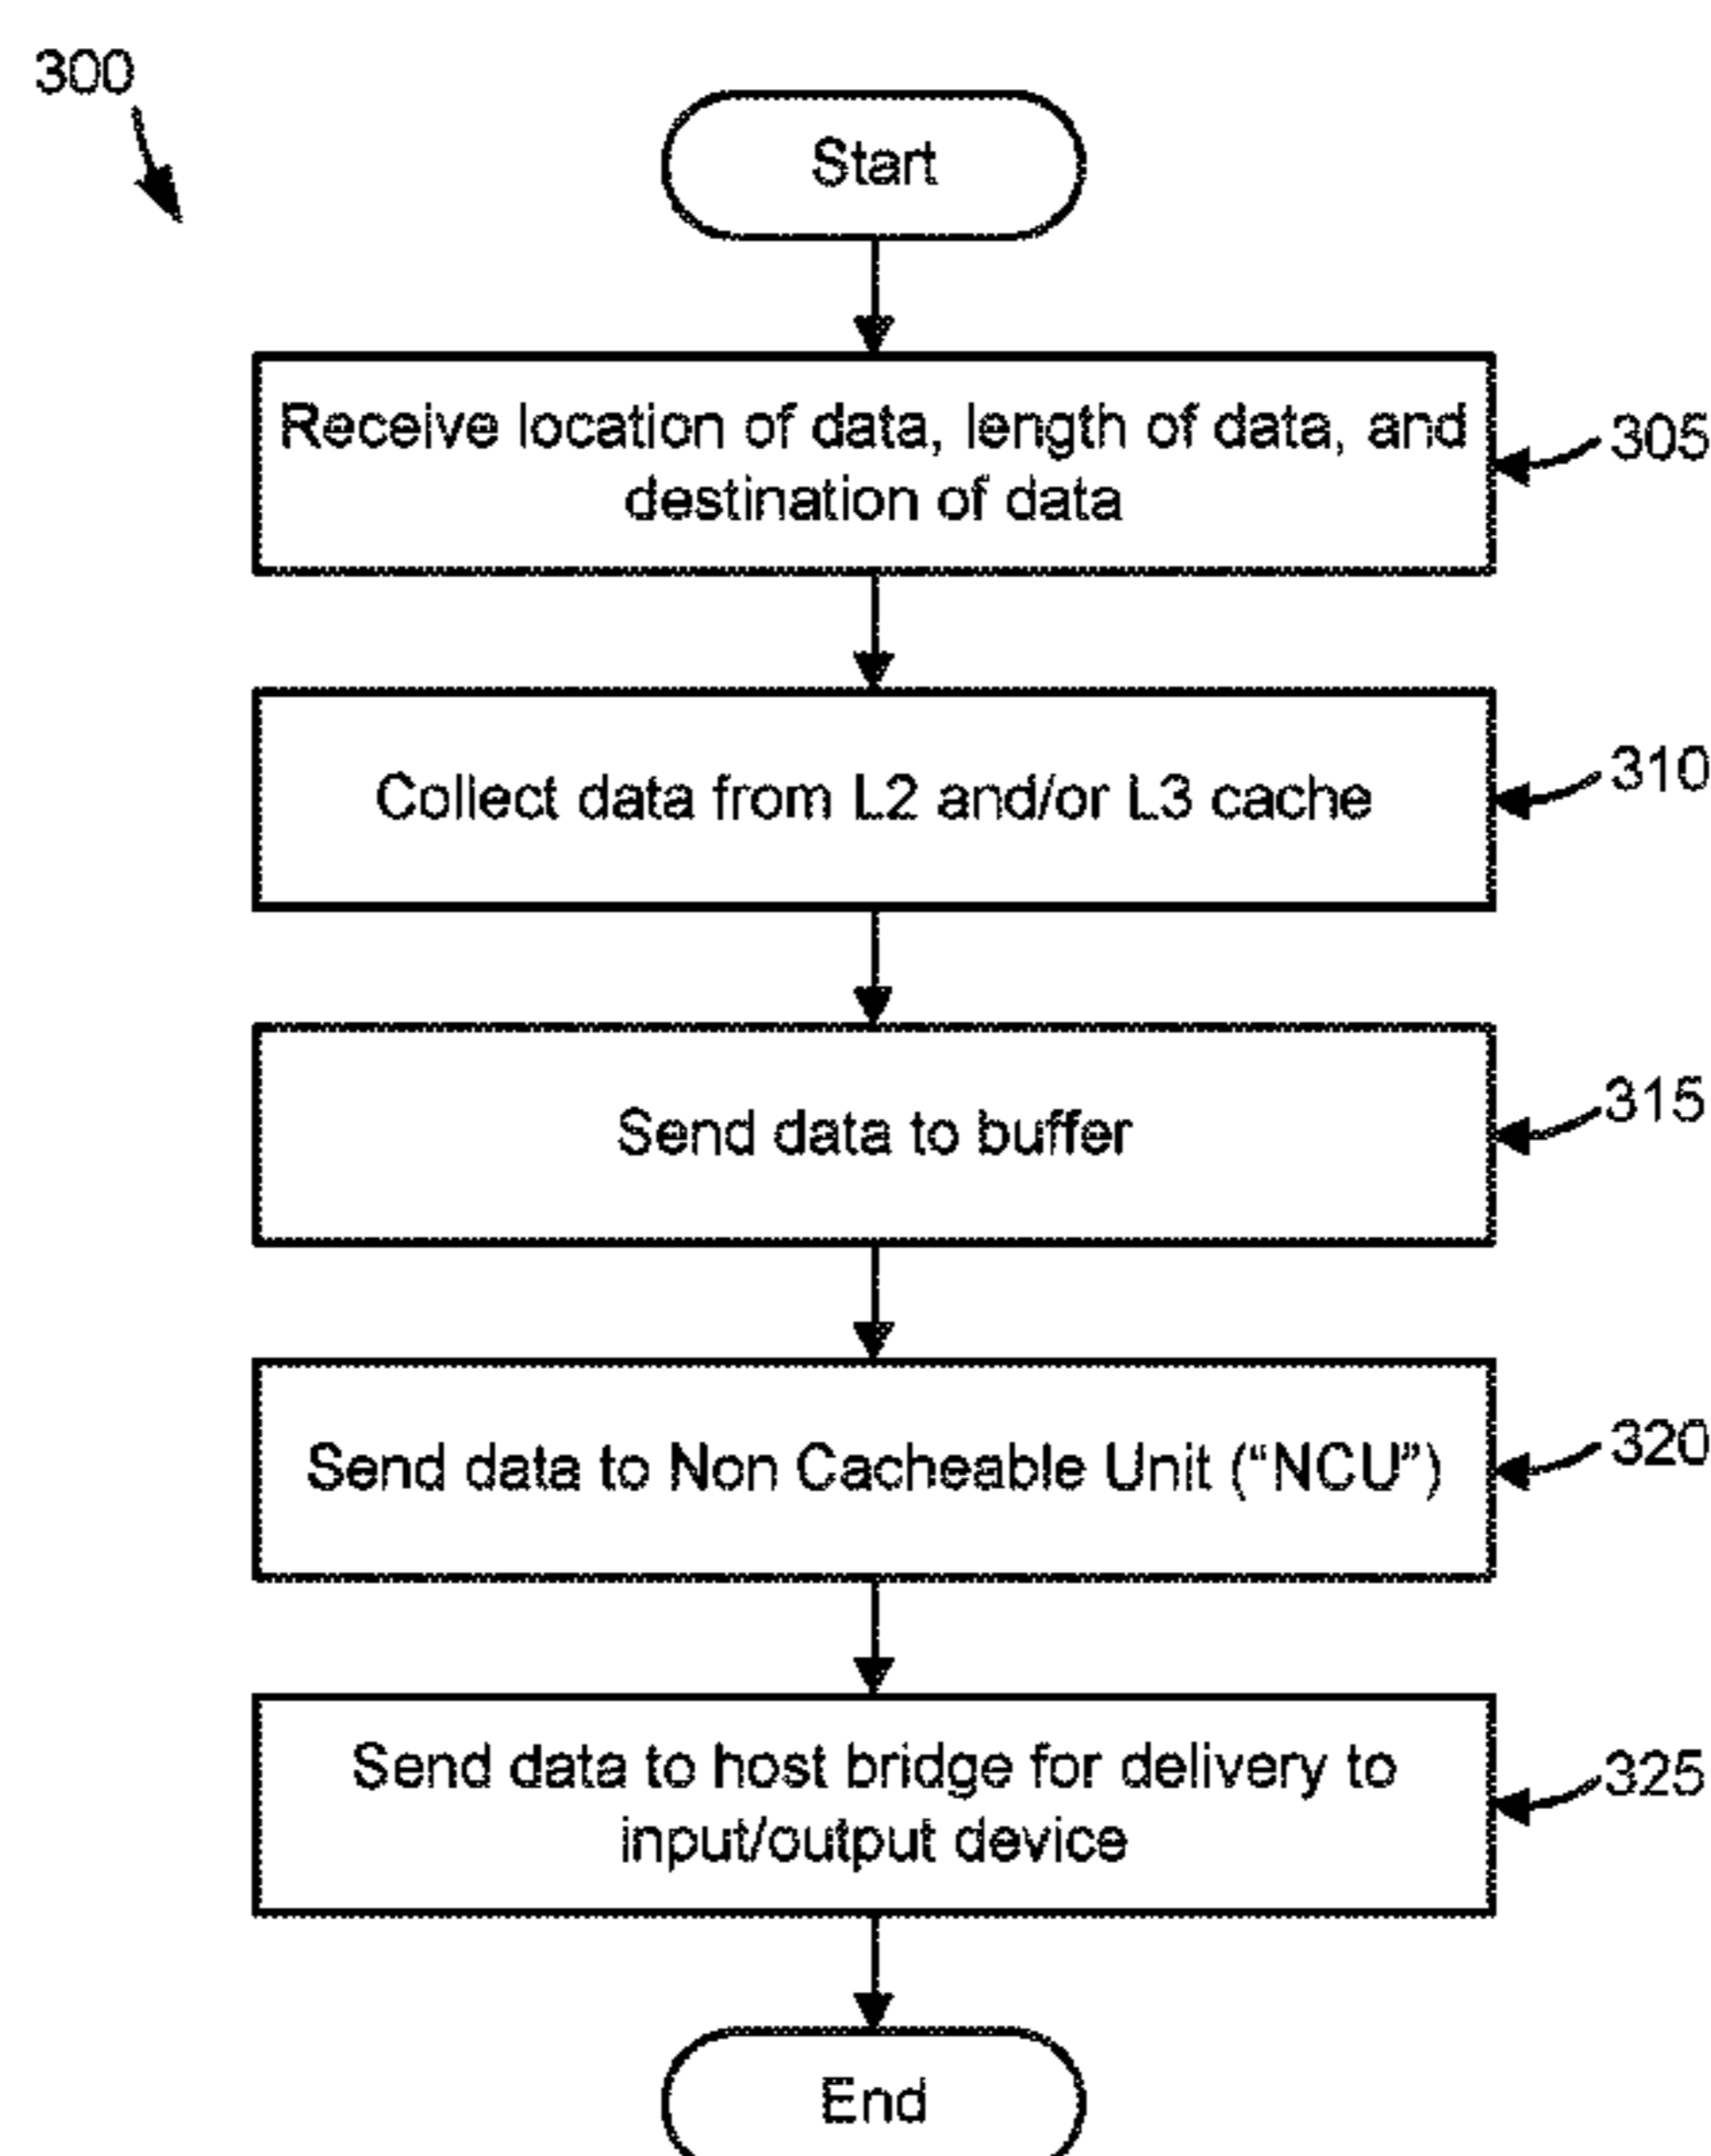 300
Start
Receive location of data, length of data, and
destination of data
305
Collect data from L2 and/or L3 cache
310
Send data to buffer
315
Send data to Non Cacheable Unit (“NCU”)
320
Send data to host bridge for delivery to
input/output device
325
End